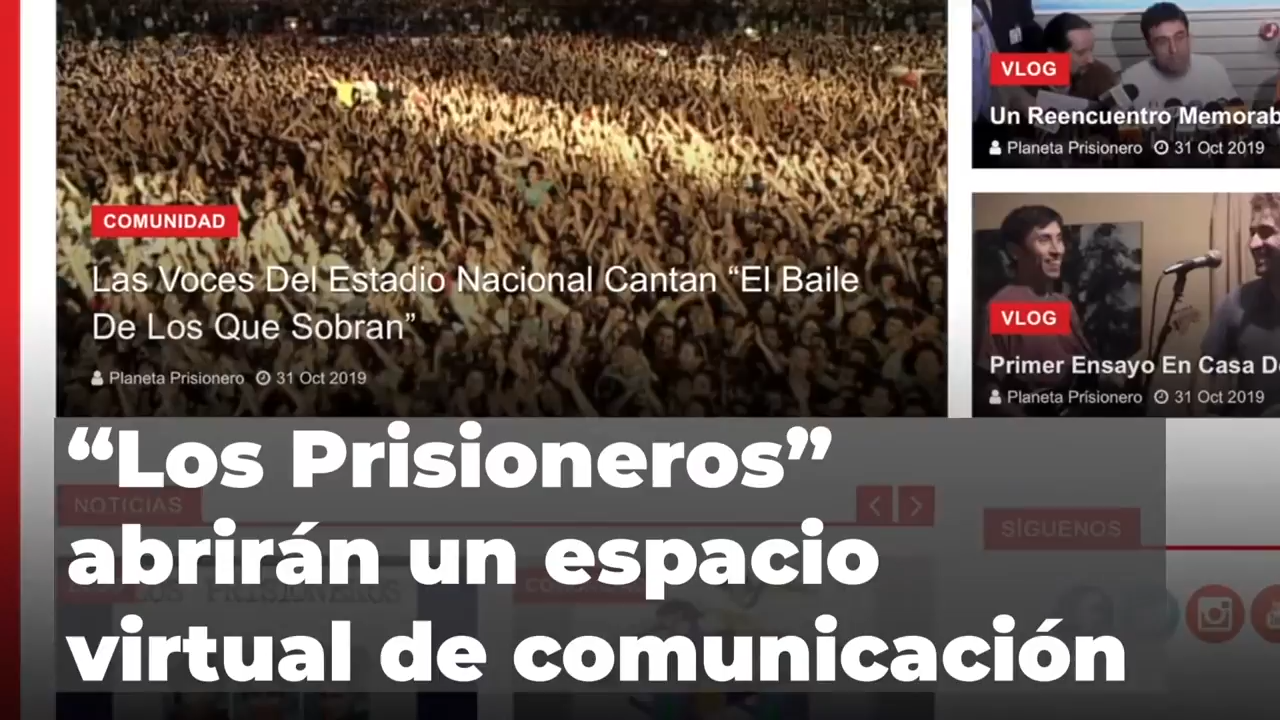 COMUNIDAD
Las Voces Del Estadio Nacional Cantan “El Baile
De Los Que Sobran”
Planeta Prisionero 31 Oct 2019
VLOG
Un Reencuentro Memorab
Planeta Prisionero 31 Oct 2019
VLOG
Primer Ensayo En Casa D
Planeta Prisionero 31 Oct 2019
“Los Prisioneros”
abrirán un espacio
virtual de comunicación
NOTICIAS
SÍGUENOS
LOS PRISIONEROS